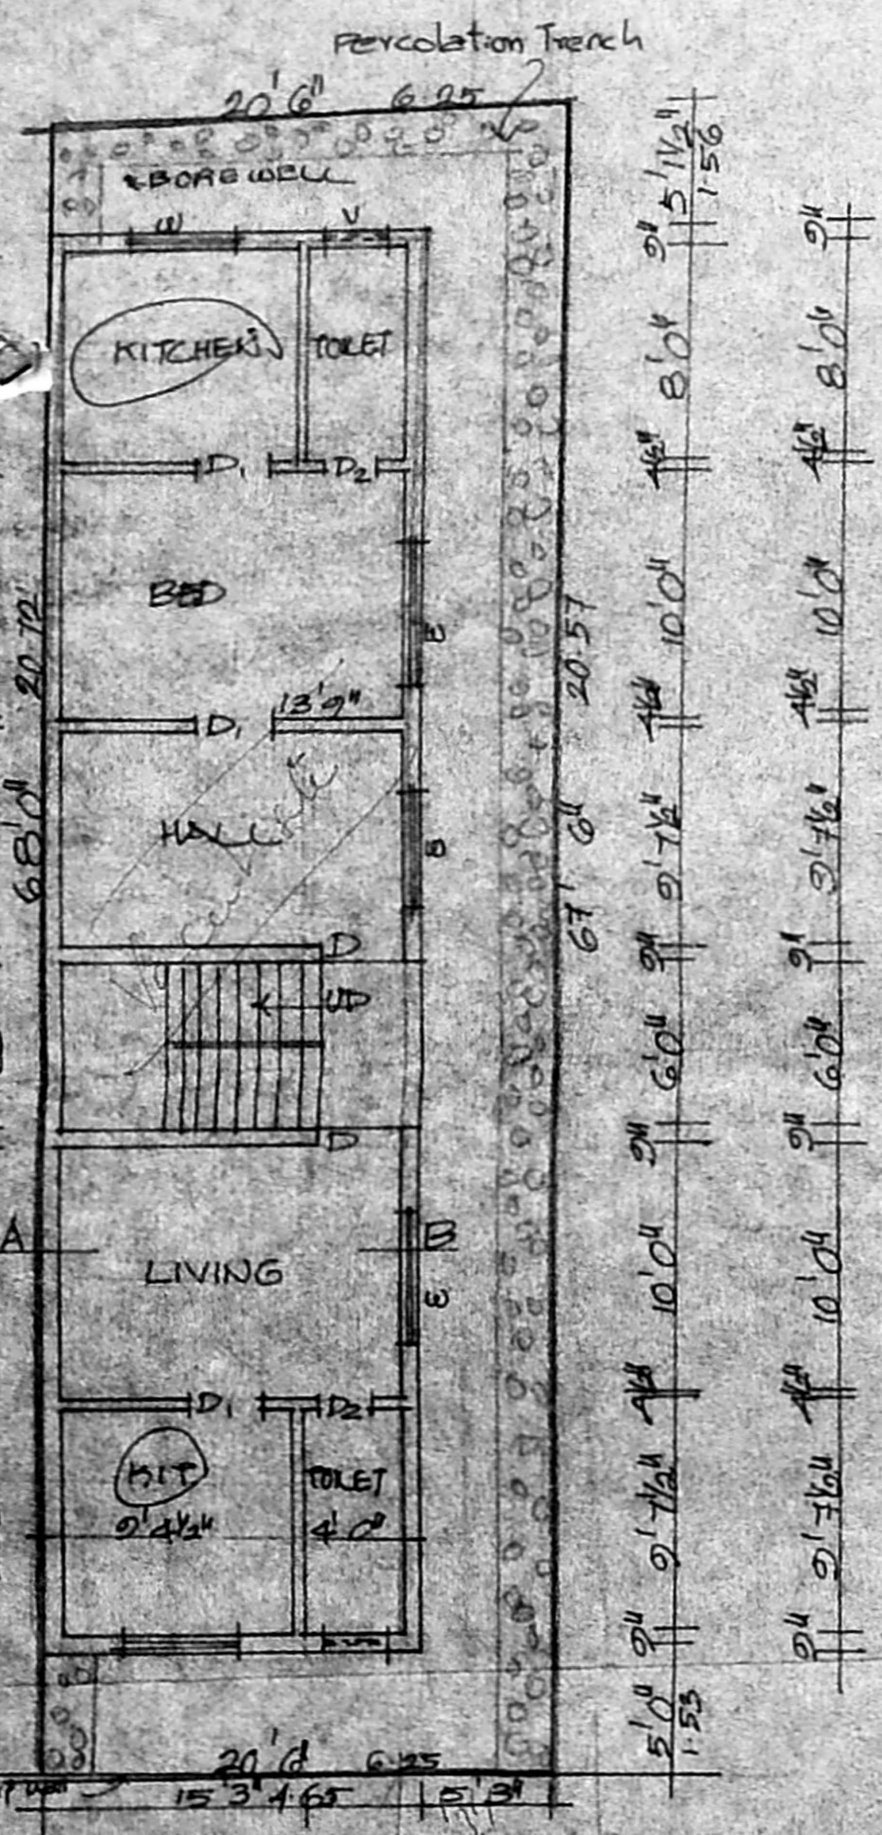 Percolation Trench
20'6" 6.25
BOREWELL
W V
KITCHEN TOILET
D1 D2
BED
13'9"
D1
HALL
D
UP
D
A B
LIVING
D1 D2
KIT TOILET
9'4½" 4'0"
20'6" 6.25
15'3" 4.65 5'3"
68'0" 20.72
67'6" 20.57
5'1½"
1.56
9"
8'0"
4½"
10'0"
4½"
9'7½"
9"
6'0"
9"
10'0"
4½"
9'7½"
9"
5'0"
1.53
9"
8'0"
4½"
10'0"
4½"
9'7½"
9"
6'0"
9"
10'0"
4½"
9'7½"
9"